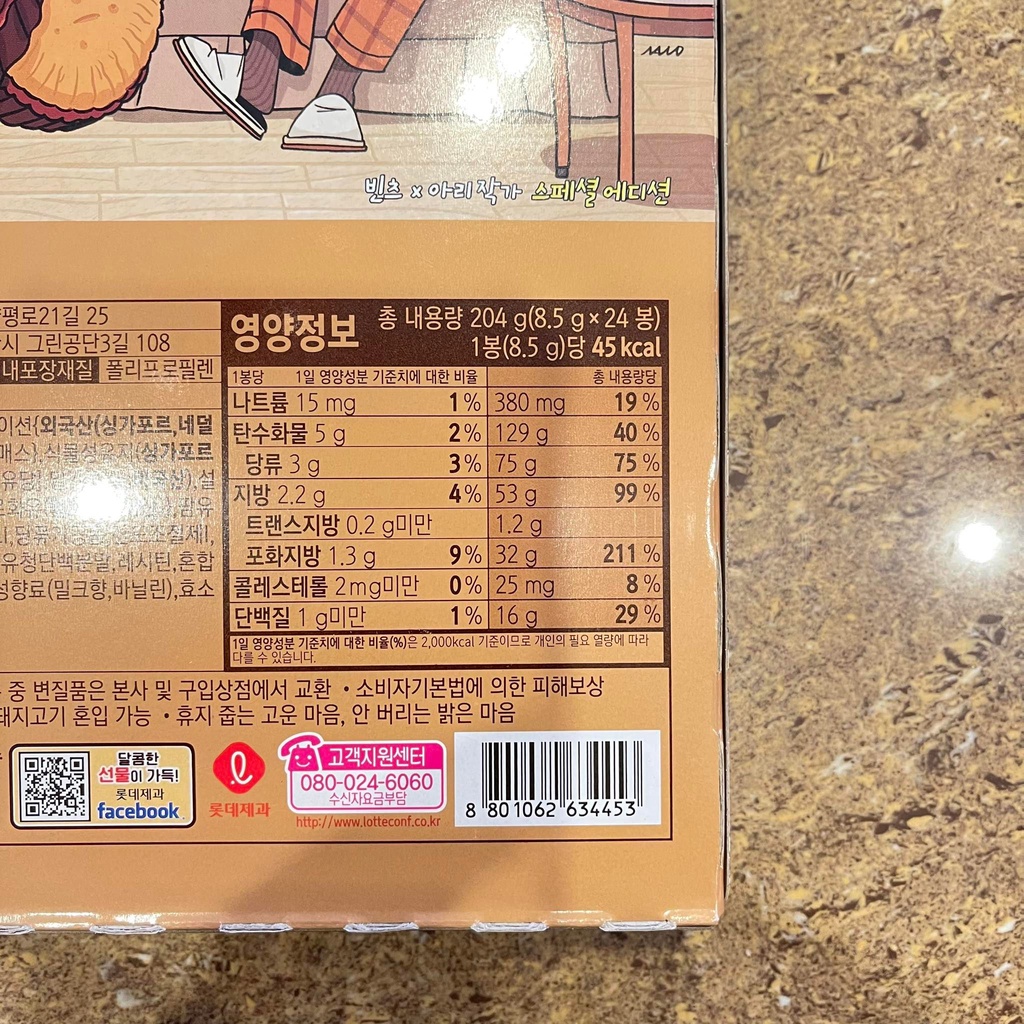 빈츠 x 아리작가 스페셜 에디션
평로21길 25
시 그린공단3길 108
내포장재질 폴리프로필렌
이션{외국산(싱가포르,네덜
매스), 식물성유지{싱가포르
설
당류
유청단백분말,레시틴,혼합
성향료(밀크향,바닐린),효소
영양정보
총 내용량 204 g(8.5 g×24 봉)
1봉(8.5 g)당 45 kcal
1봉당 1일 영양성분 기준치에 대한 비율 총 내용량당
나트륨 15 mg 1 % 380 mg 19 %
탄수화물 5 g 2 % 129 g 40 %
당류 3 g 3 % 75 g 75 %
지방 2.2 g 4 % 53 g 99 %
트랜스지방 0.2 g미만 1.2 g
포화지방 1.3 g 9 % 32 g 211 %
콜레스테롤 2 mg미만 0 % 25 mg 8 %
단백질 1 g미만 1 % 16 g 29 %
1일 영양성분 기준치에 대한 비율(%)은 2,000kcal 기준이므로 개인의 필요 열량에 따라
다를 수 있습니다.
중 변질품은 본사 및 구입상점에서 교환 •소비자기본법에 의한 피해보상
돼지고기 혼입 가능 •휴지 줍는 고운 마음, 안 버리는 밝은 마음
달콤한
선물이 가득!
롯데제과
facebook
롯데제과
고객지원센터
080-024-6060
수신자요금부담
http://www.lotteconf.co.kr
8 801062 634453